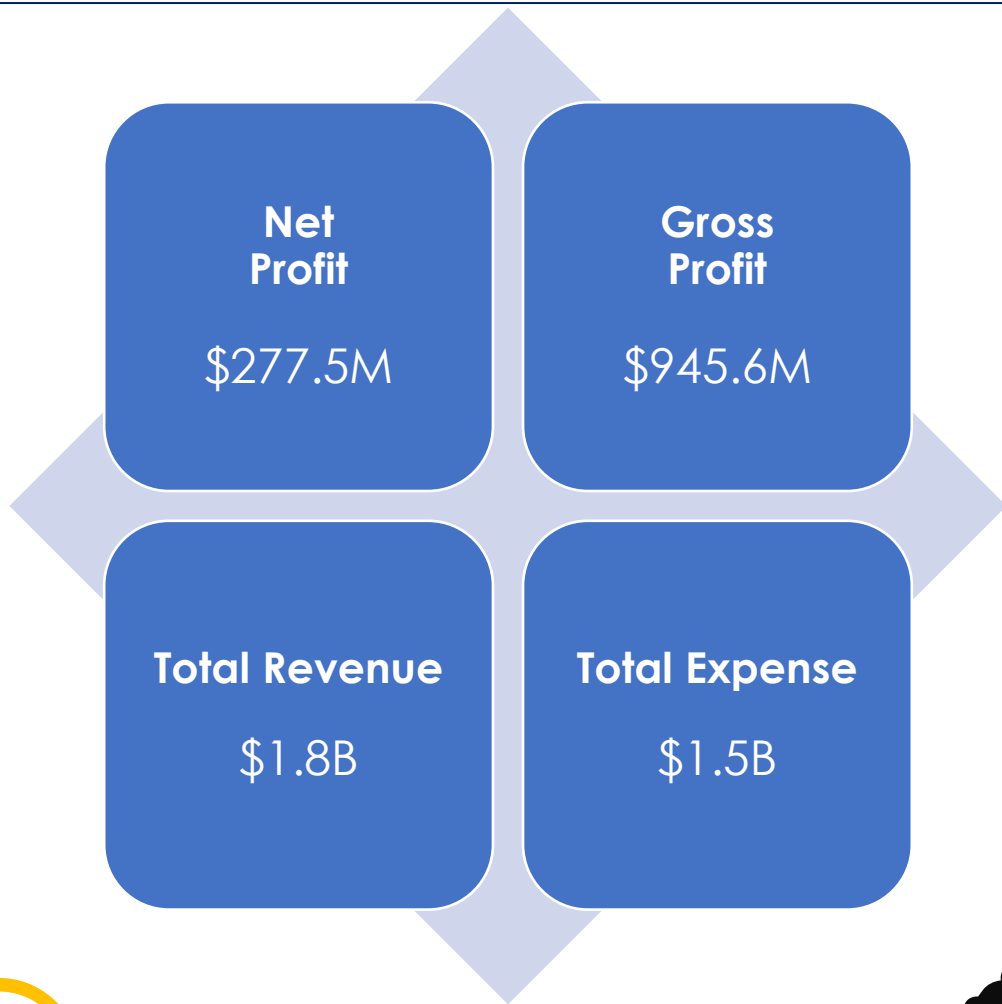 Net
Profit
$277.5M
Gross
Profit
$945.6M
Total Revenue
$1.8B
Total Expense
$1.5B